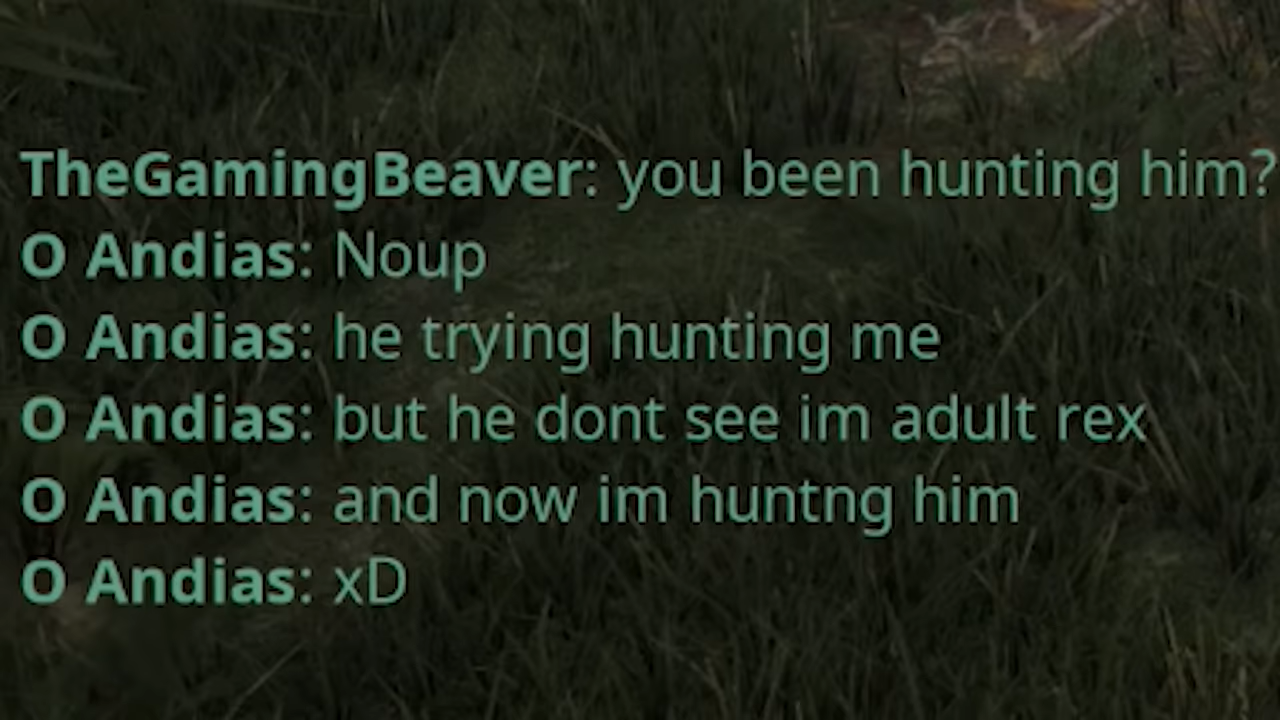 TheGamingBeaver: you been hunting him?
O Andias: Noup
O Andias: he trying hunting me
O Andias: but he dont see im adult rex
O Andias: and now im huntng him
O Andias: xD